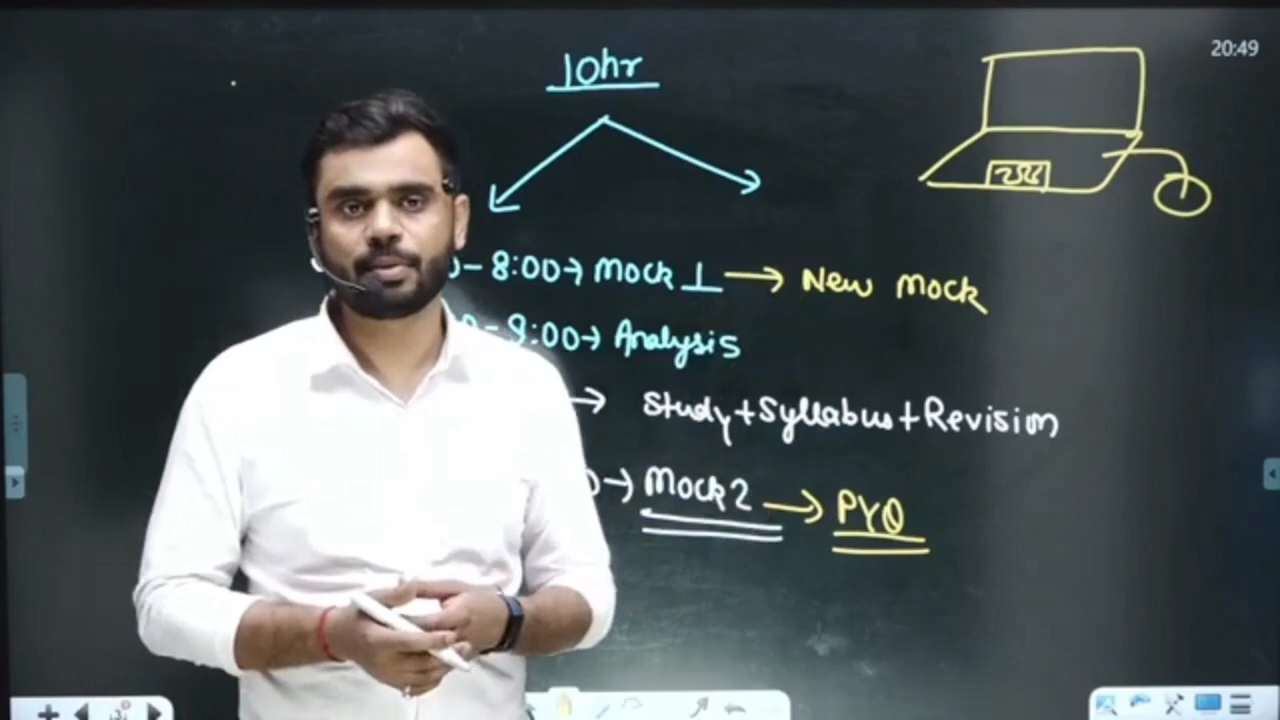 10hr
20:49
–8:00→ Mock 1 → New Mock
–9:00→ Analysis
→ Study+Syllabus+Revision
→ Mock 2 → PYQ